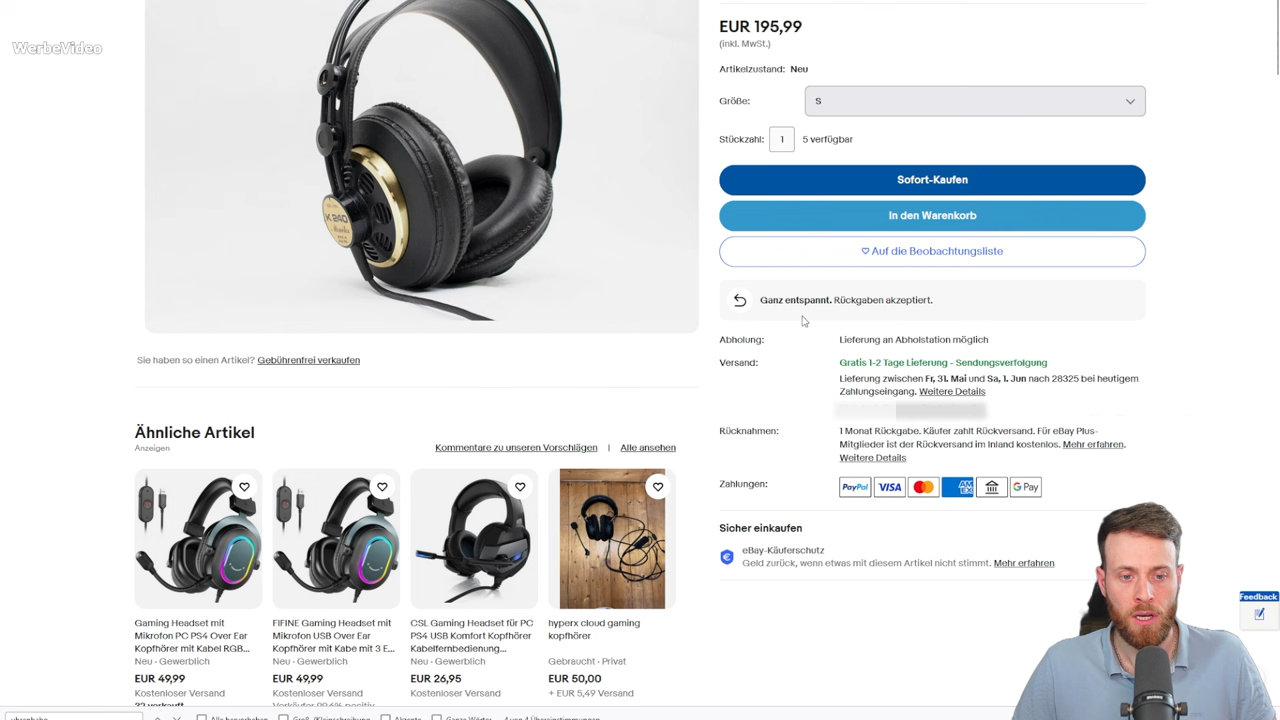 WerbeVideo
K 240
EUR 195,99
(inkl. MwSt.)
Artikelzustand: Neu
Größe: S
Stückzahl: 1 5 verfügbar
Sofort-Kaufen
In den Warenkorb
Auf die Beobachtungsliste
Ganz entspannt. Rückgaben akzeptiert.
Abholung: Lieferung an Abholstation möglich
Versand: Gratis 1-2 Tage Lieferung - Sendungsverfolgung
Lieferung zwischen Fr, 31. Mai und Sa, 1. Jun nach 28325 bei heutigem
Zahlungseingang. Weitere Details
Rücknahmen: 1 Monat Rückgabe. Käufer zahlt Rückversand. Für eBay Plus-
Mitglieder ist der Rückversand im Inland kostenlos. Mehr erfahren.
Weitere Details
Zahlungen: PayPal VISA G Pay
Sicher einkaufen
eBay-Käuferschutz
Geld zurück, wenn etwas mit diesem Artikel nicht stimmt. Mehr erfahren
Feedback
Sie haben so einen Artikel? Gebührenfrei verkaufen
Ähnliche Artikel
Anzeigen
Kommentare zu unseren Vorschlägen | Alle ansehen
Gaming Headset mit
Mikrofon PC PS4 Over Ear
Kopfhörer mit Kabel RGB...
Neu · Gewerblich
EUR 49,99
Kostenloser Versand
FIFINE Gaming Headset mit
Mikrofon USB Over Ear
Kopfhörer mit Kabe mit 3 E...
Neu · Gewerblich
EUR 49,99
Kostenloser Versand
CSL Gaming Headset für PC
PS4 USB Komfort Kopfhörer
Kabelfernbedienung...
Neu · Gewerblich
EUR 26,95
Kostenloser Versand
hyperx cloud gaming
kopfhörer
Gebraucht · Privat
EUR 50,00
+ EUR 5,49 Versand